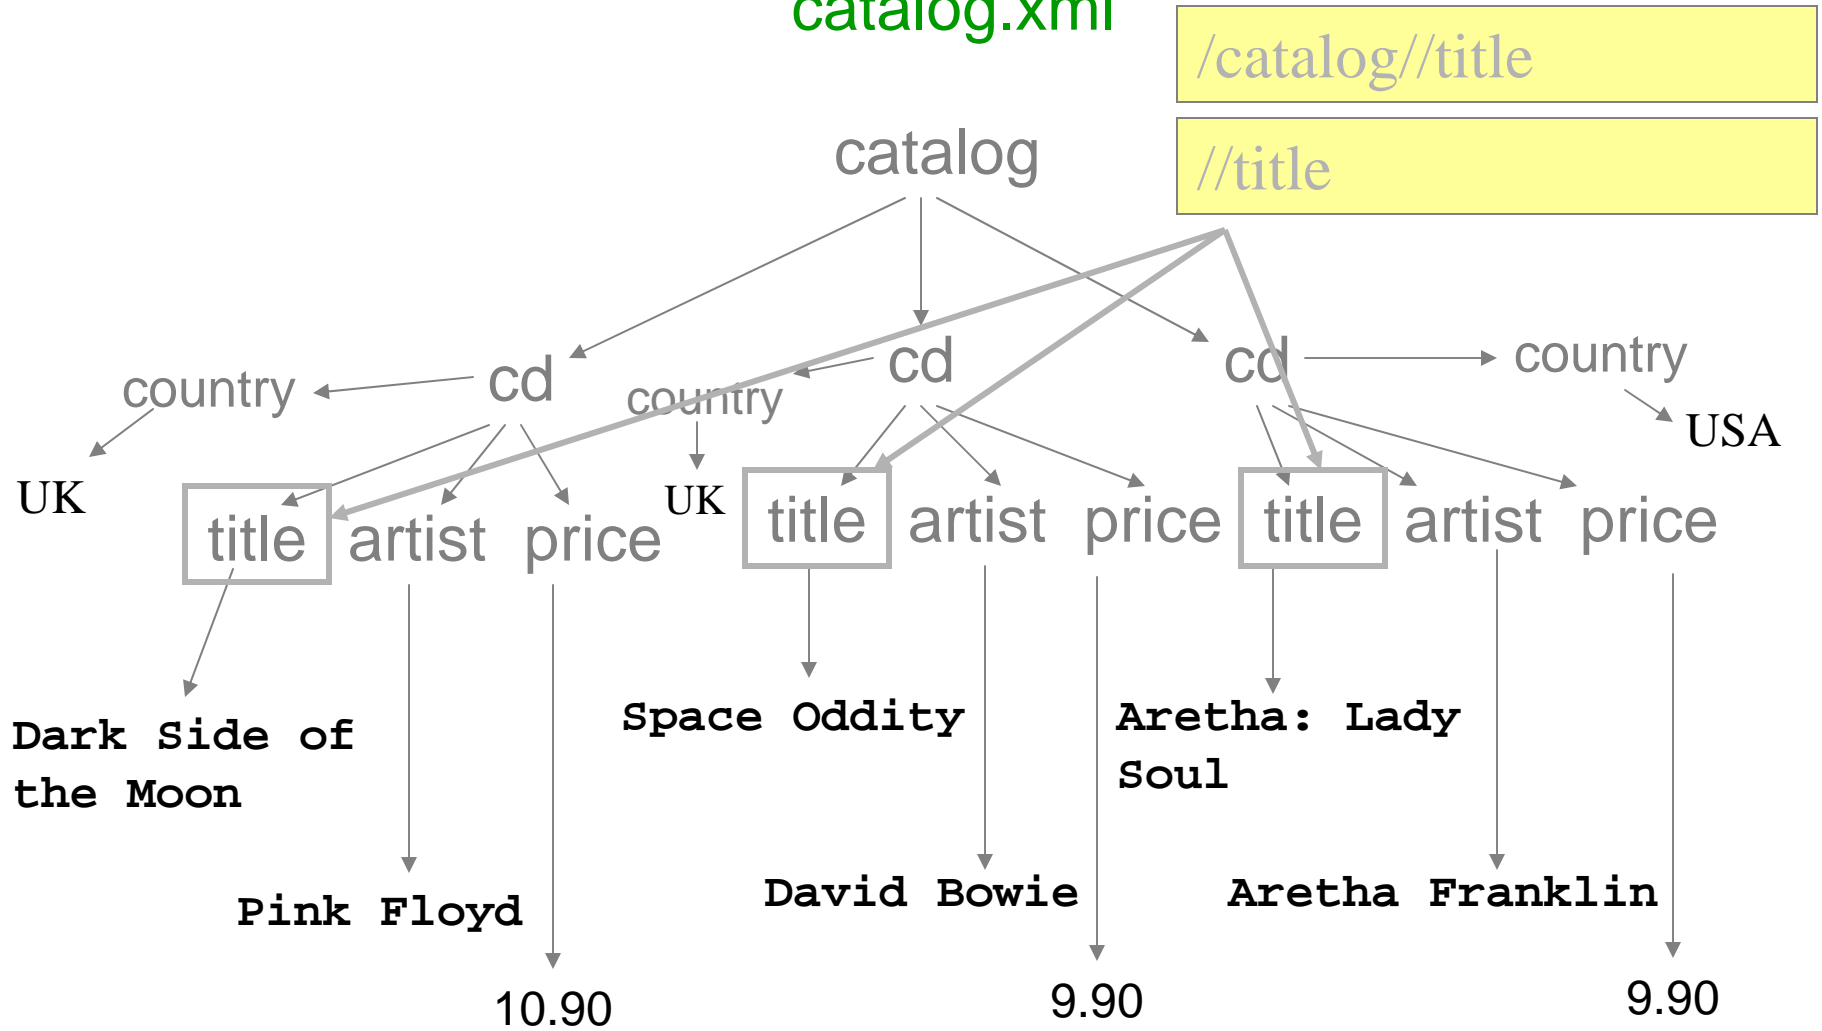 catalog.xml
/catalog//title
//title
catalog
country
cd
country
cd
cd
country
UK
UK
USA
title artist price
title artist price
title artist price
Dark Side of
the Moon
Space Oddity
Aretha: Lady
Soul
Pink Floyd
David Bowie
Aretha Franklin
10.90
9.90
9.90